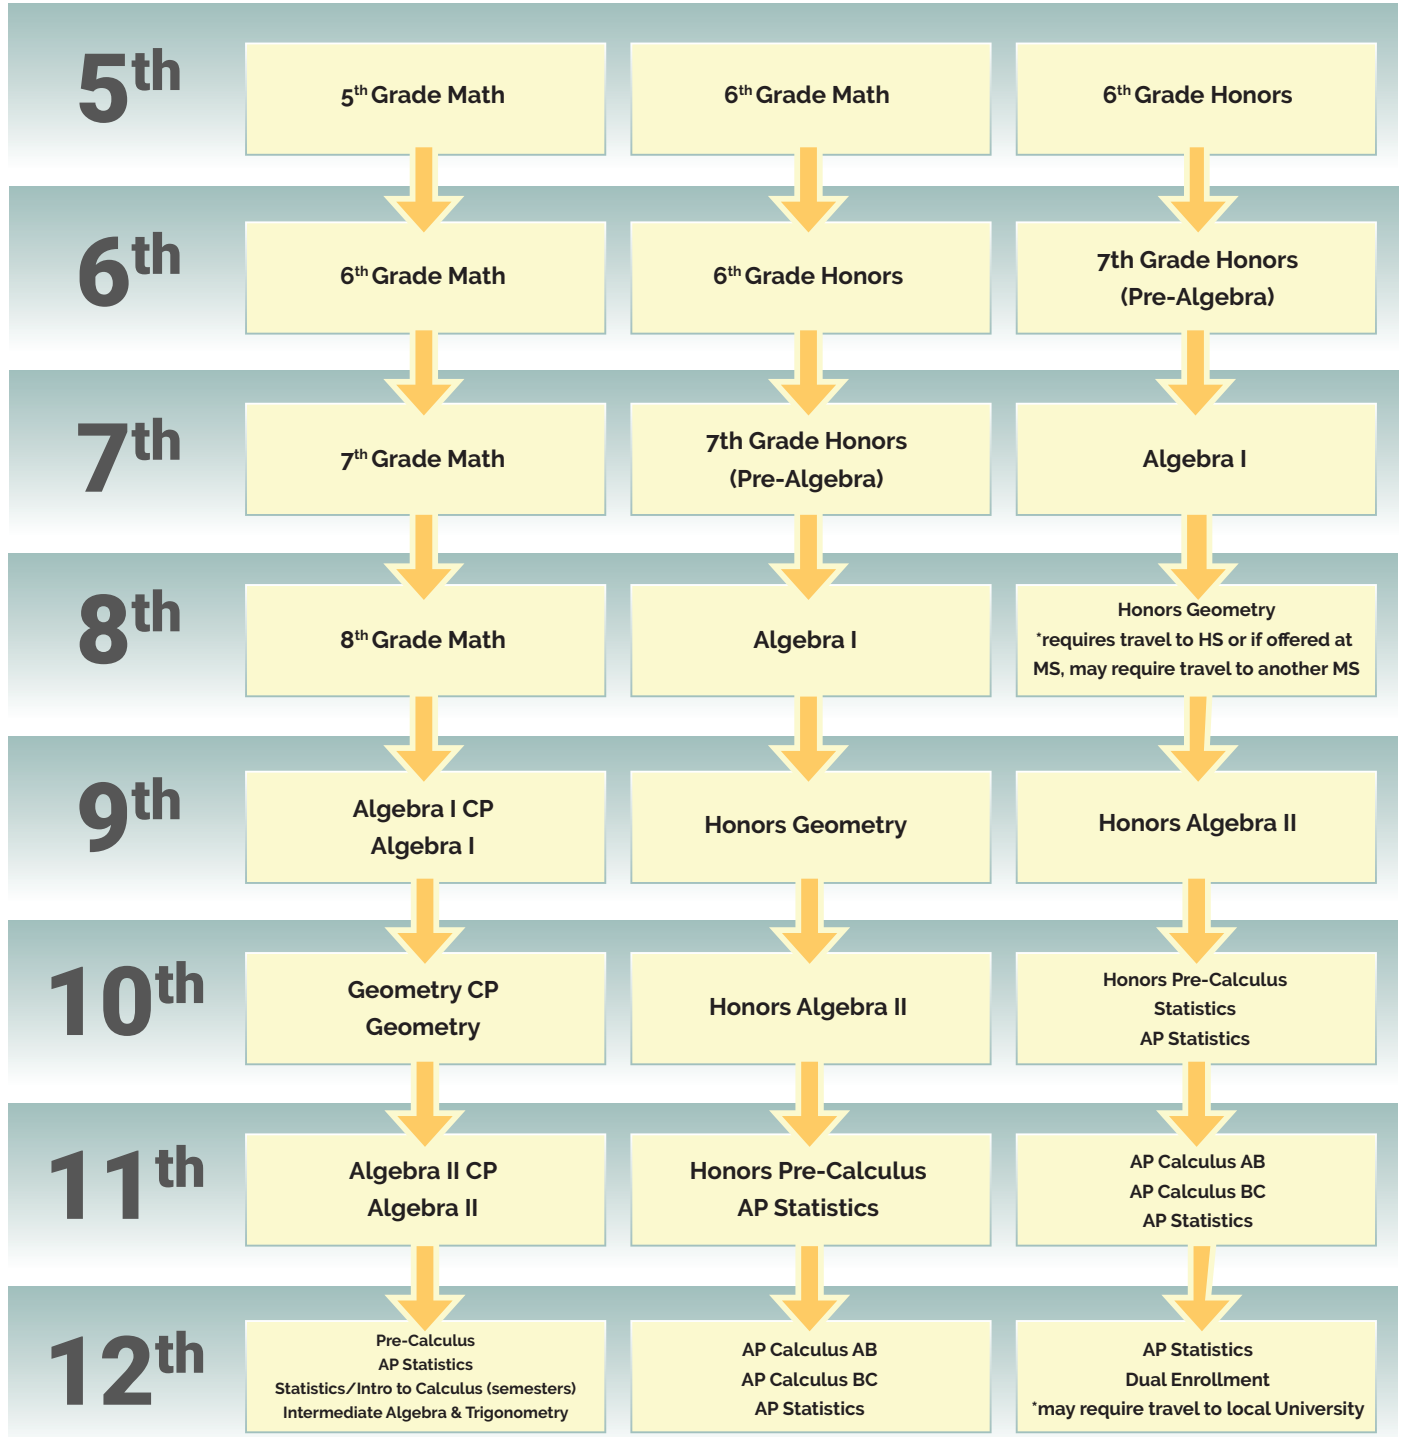 5th
5th Grade Math
6th Grade Math
6th Grade Honors
6th
6th Grade Math
6th Grade Honors
7th Grade Honors
(Pre-Algebra)
7th
7th Grade Math
7th Grade Honors
(Pre-Algebra)
Algebra I
8th
8th Grade Math
Algebra I
Honors Geometry
*requires travel to HS or if offered at
MS, may require travel to another MS
9th
Algebra I CP
Algebra I
Honors Geometry
Honors Algebra II
10th
Geometry CP
Geometry
Honors Algebra II
Honors Pre-Calculus
Statistics
AP Statistics
11th
Algebra II CP
Algebra II
Honors Pre-Calculus
AP Statistics
AP Calculus AB
AP Calculus BC
AP Statistics
12th
Pre-Calculus
AP Statistics
Statistics/Intro to Calculus (semesters)
Intermediate Algebra & Trigonometry
AP Calculus AB
AP Calculus BC
AP Statistics
AP Statistics
Dual Enrollment
*may require travel to local University